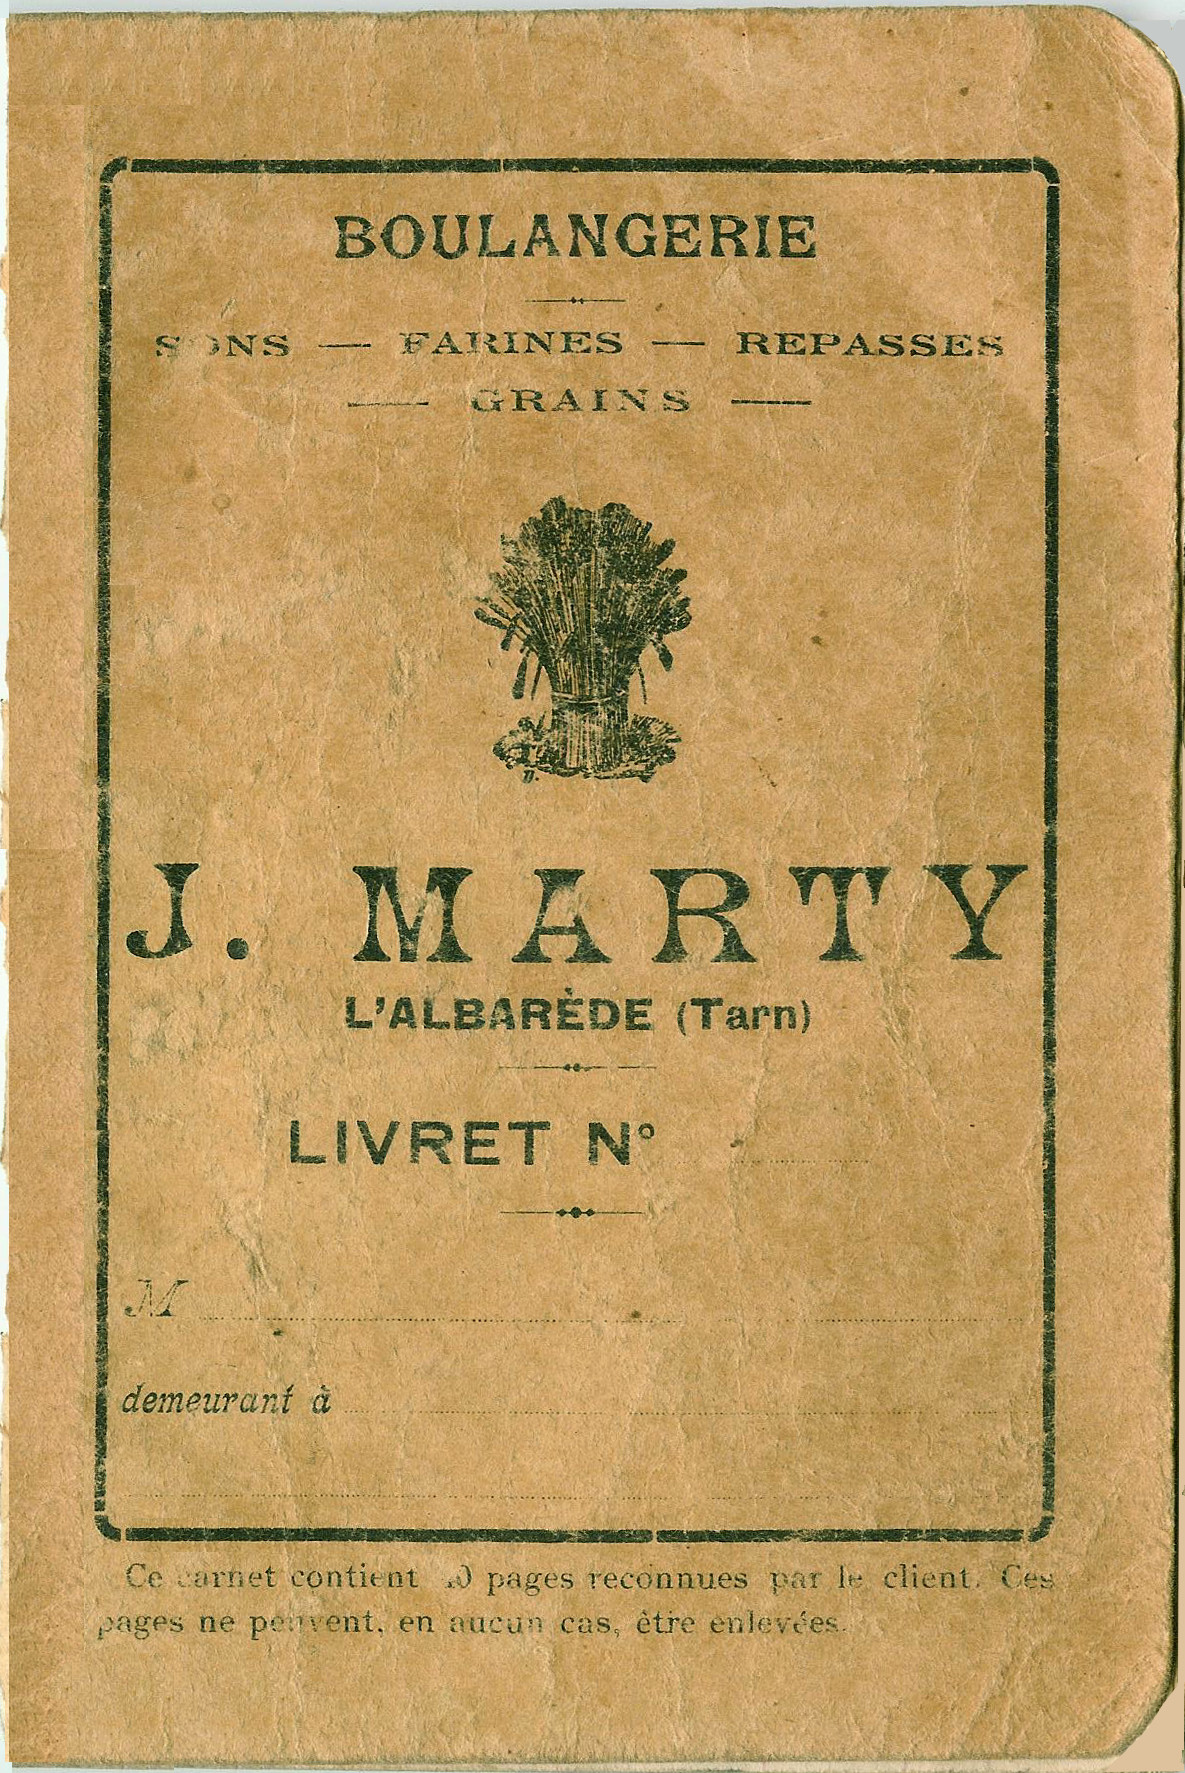 BOULANGERIE
SONS — FARINES — REPASSES
— GRAINS —
J. MARTY
L'ALBARÈDE (Tarn)
LIVRET N°
M
demeurant à
Ce carnet contient pages reconnues par le client. Ces
pages ne peuvent, en aucun cas, être enlevées.